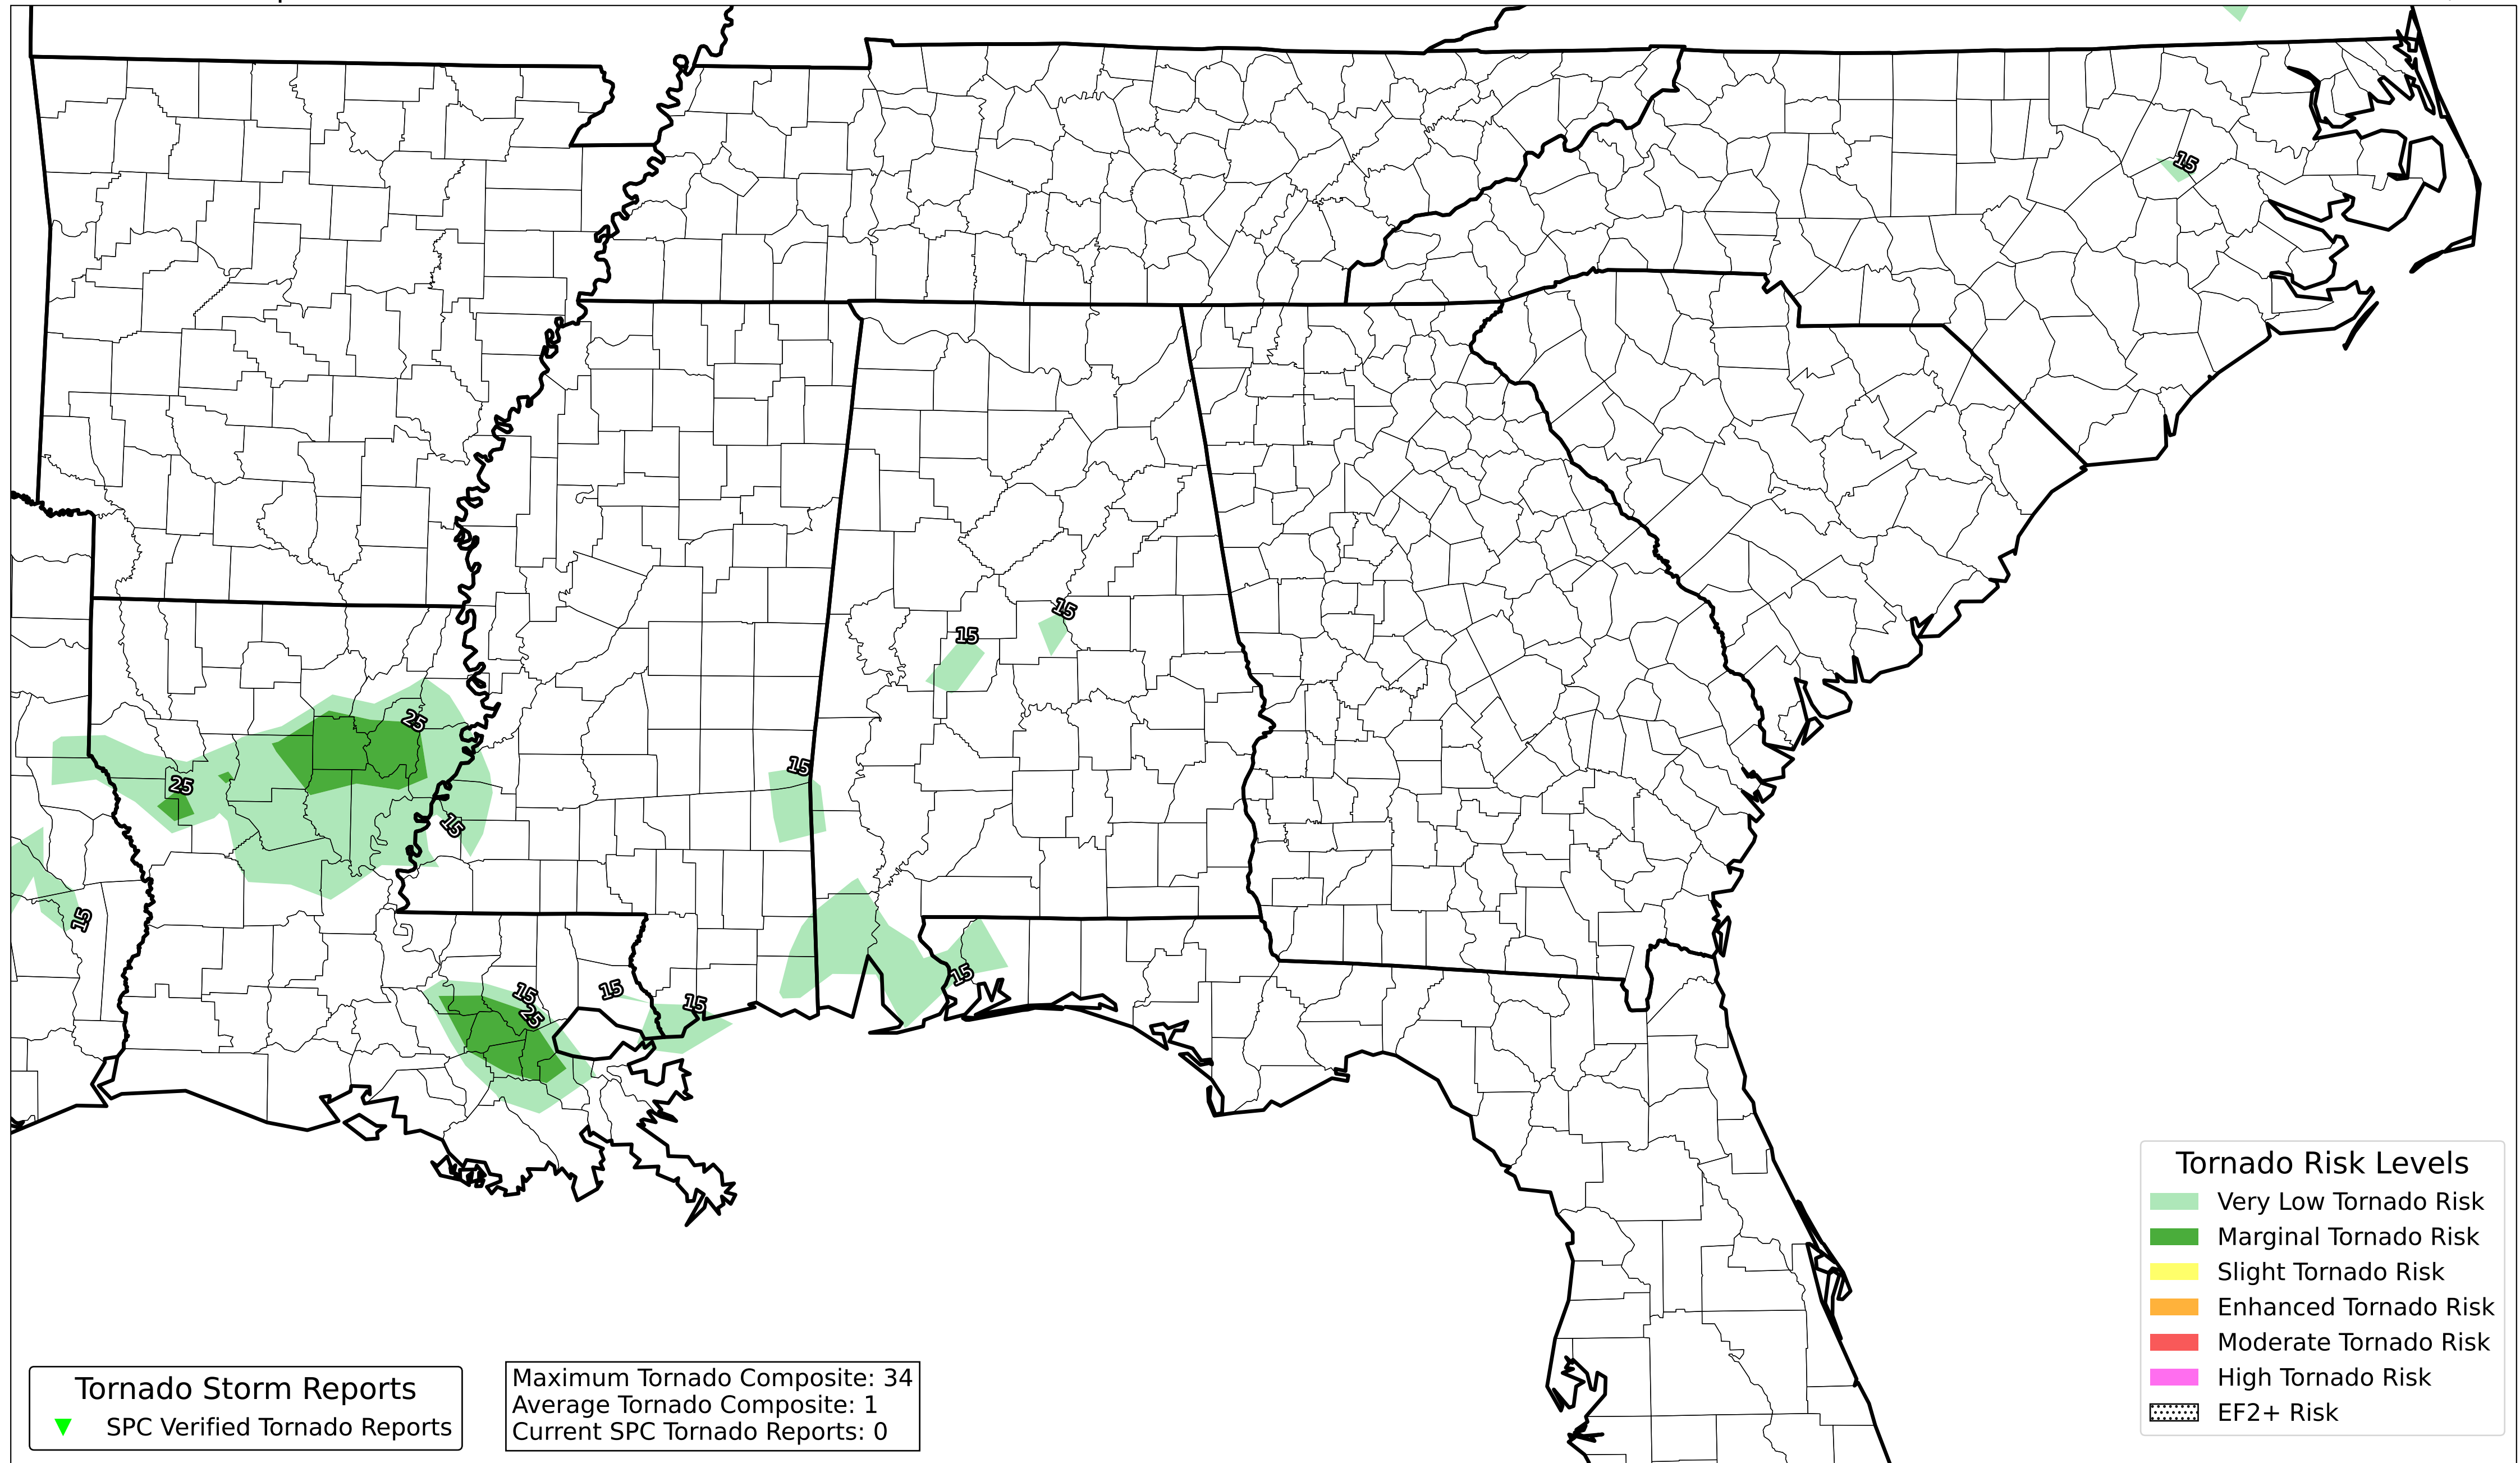 15
15
15
25
15
25
15
15
15
15
15
15
25
Tornado Risk Levels
Very Low Tornado Risk
Marginal Tornado Risk
Slight Tornado Risk
Enhanced Tornado Risk
Moderate Tornado Risk
High Tornado Risk
EF2+ Risk
Tornado Storm Reports
SPC Verified Tornado Reports
Maximum Tornado Composite: 34
Average Tornado Composite: 1
Current SPC Tornado Reports: 0